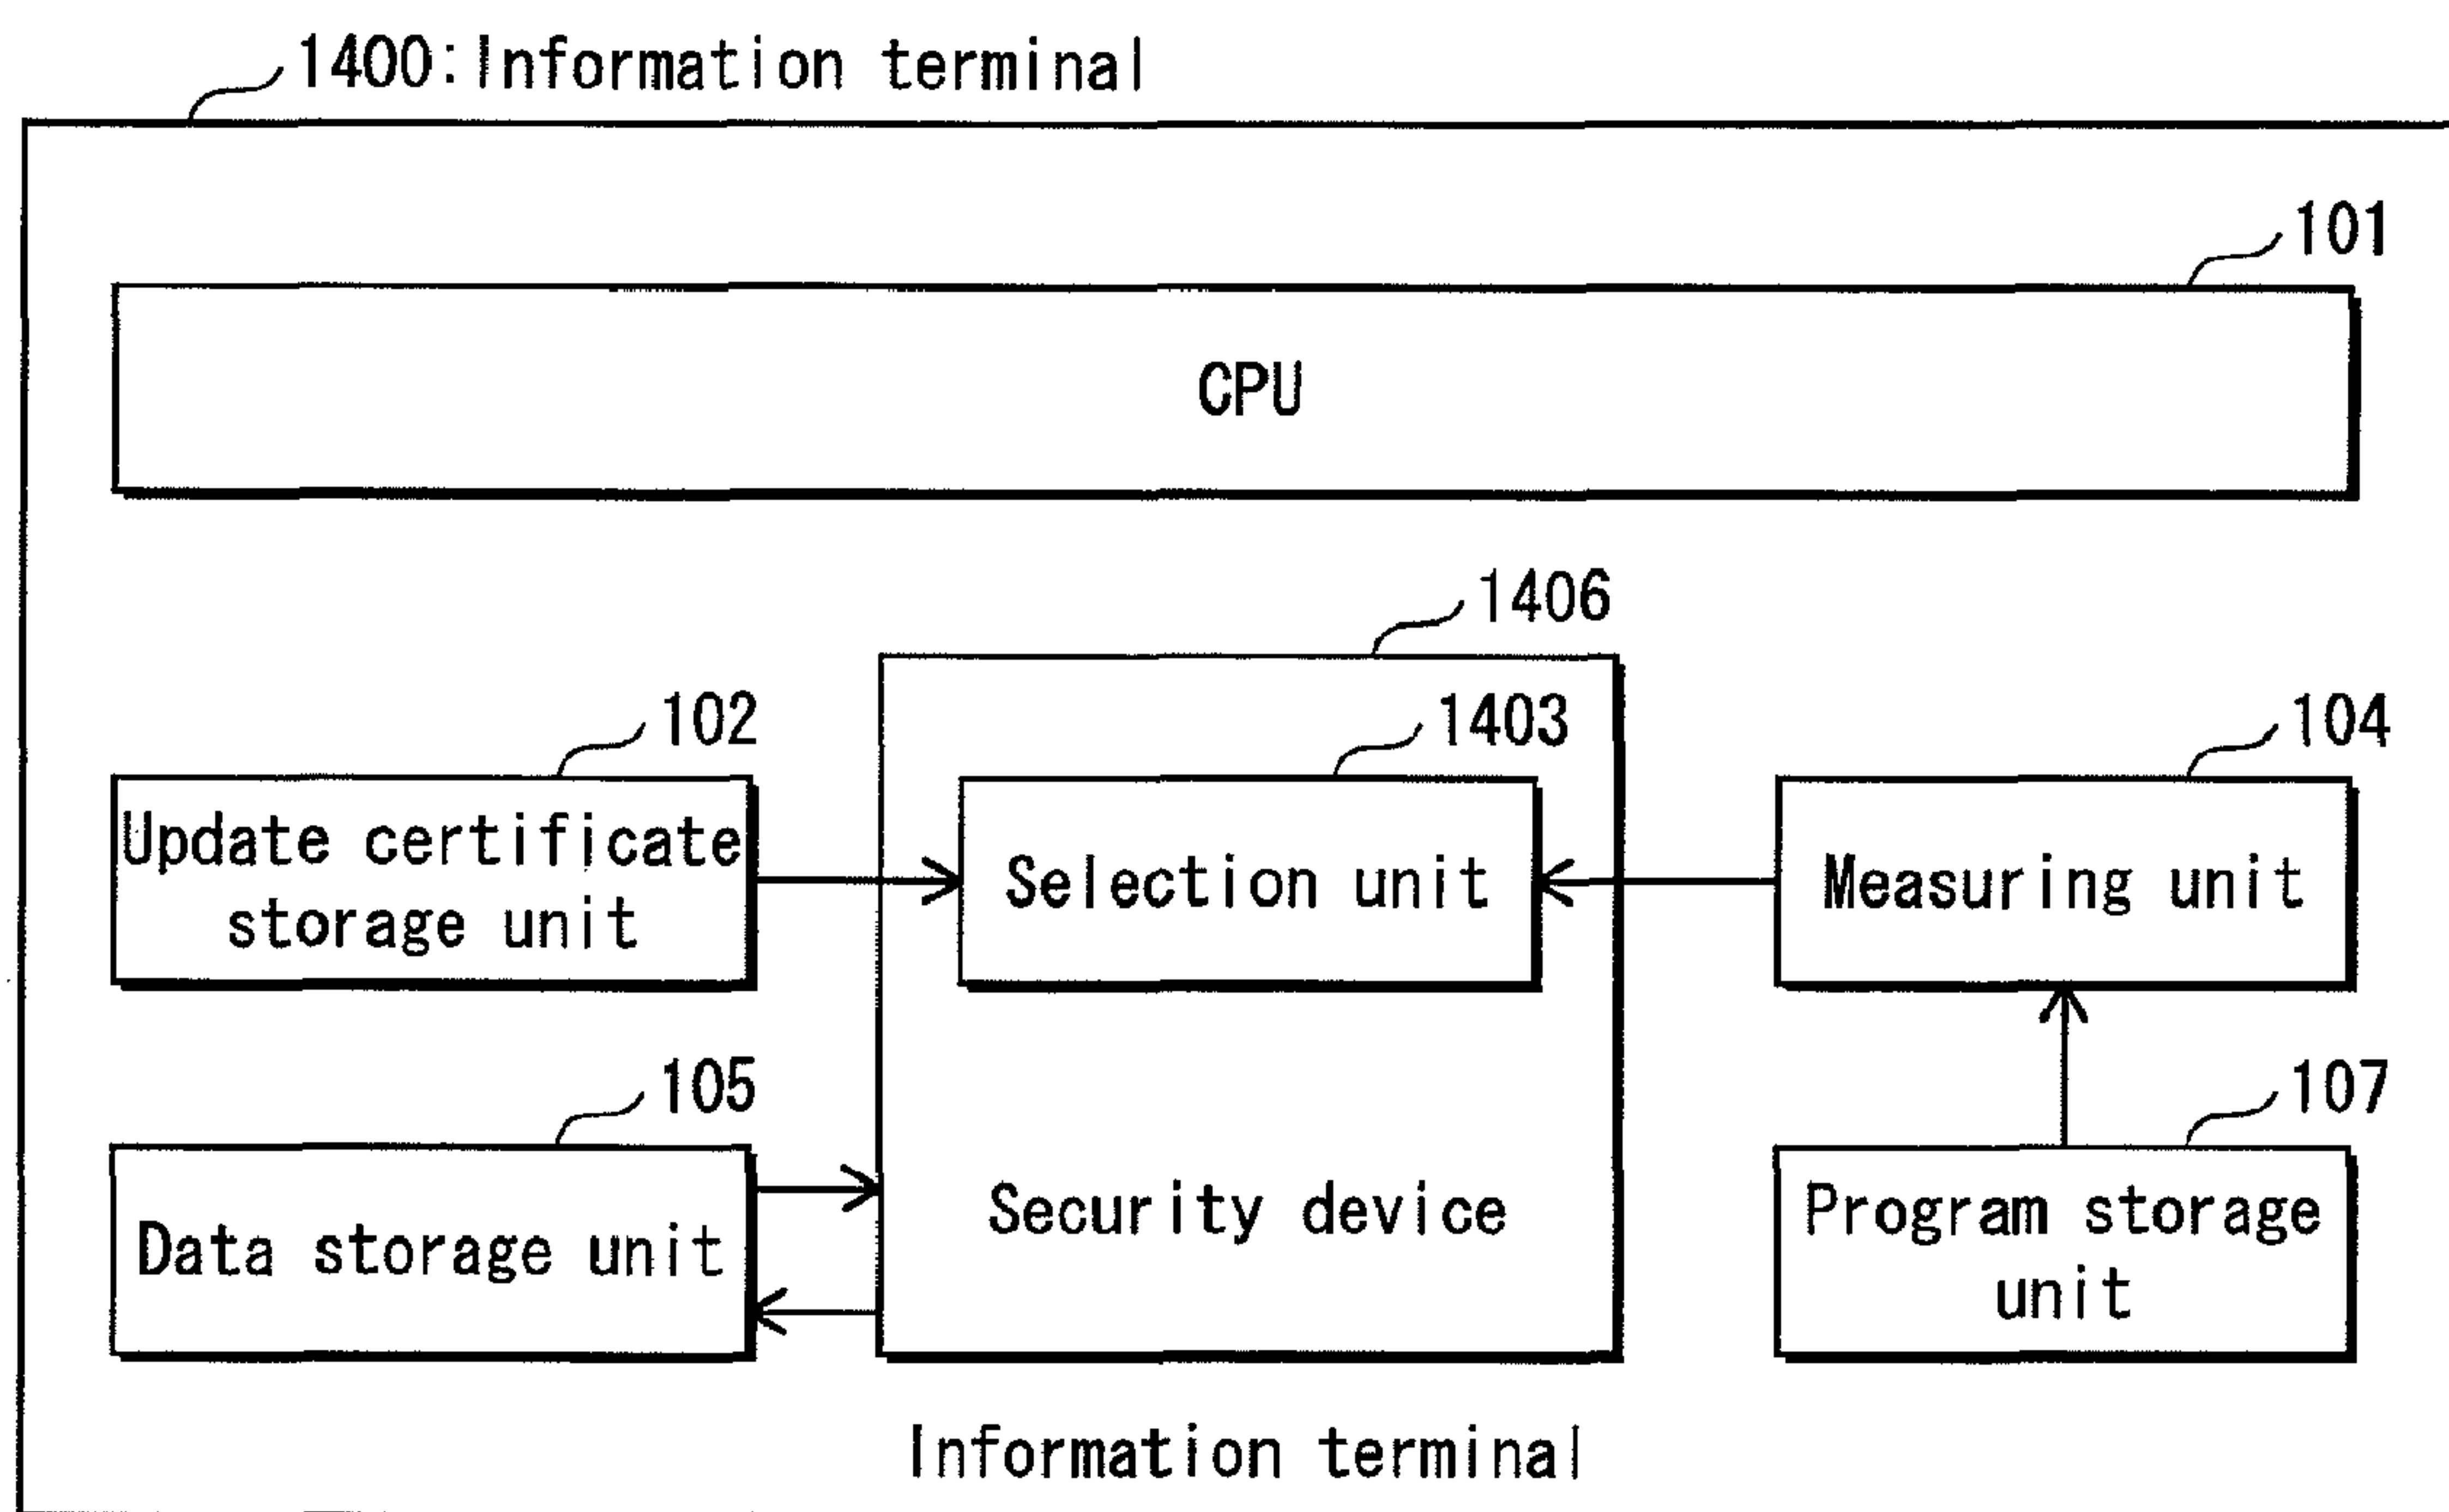 1400:Information terminal
101
CPU
1406
102
1403
104
Update certificate
storage unit
Selection unit
Measuring unit
105
107
Data storage unit
Security device
Program storage
unit
Information terminal